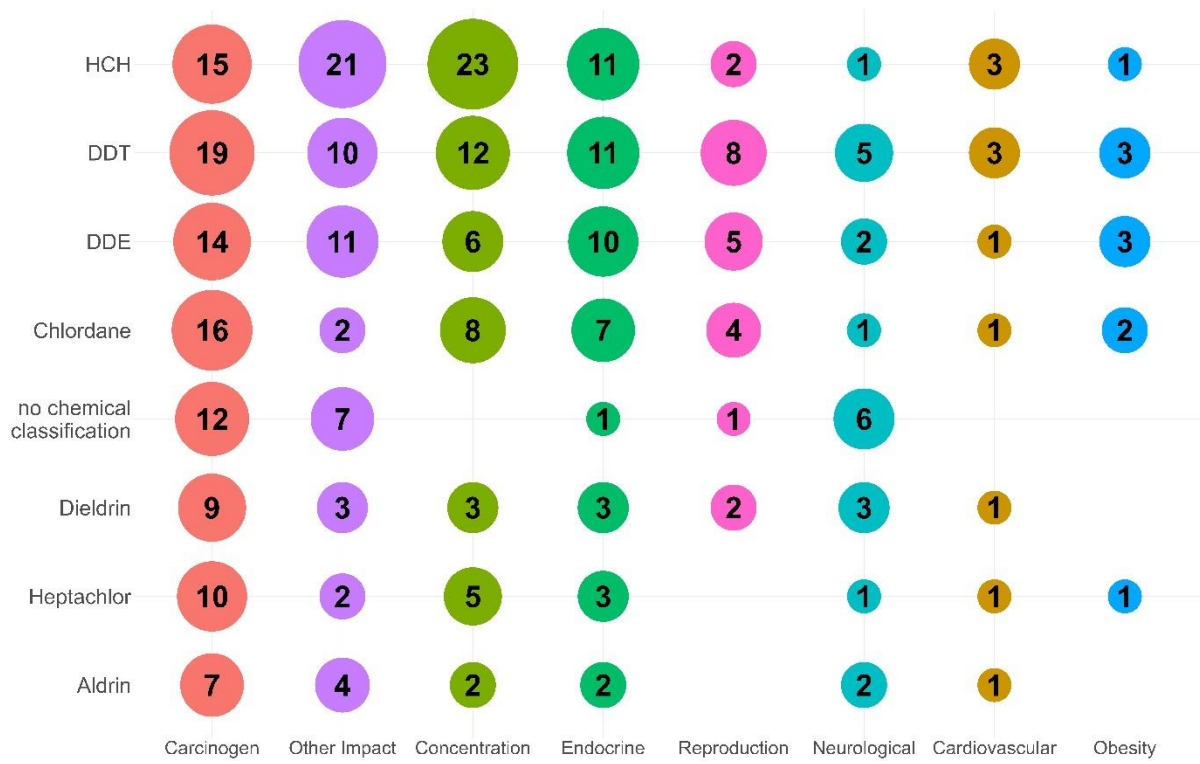 HCH 15 21 23 11 2 1 3 1
DDT 19 10 12 11 8 5 3 3
DDE 14 11 6 10 5 2 1 3
Chlordane 16 2 8 7 4 1 1 2
no chemical
classification 12 7 1 1 6
Dieldrin 9 3 3 3 2 3 1
Heptachlor 10 2 5 3 1 1 1
Aldrin 7 4 2 2 2 1
Carcinogen Other Impact Concentration Endocrine Reproduction Neurological Cardiovascular Obesity